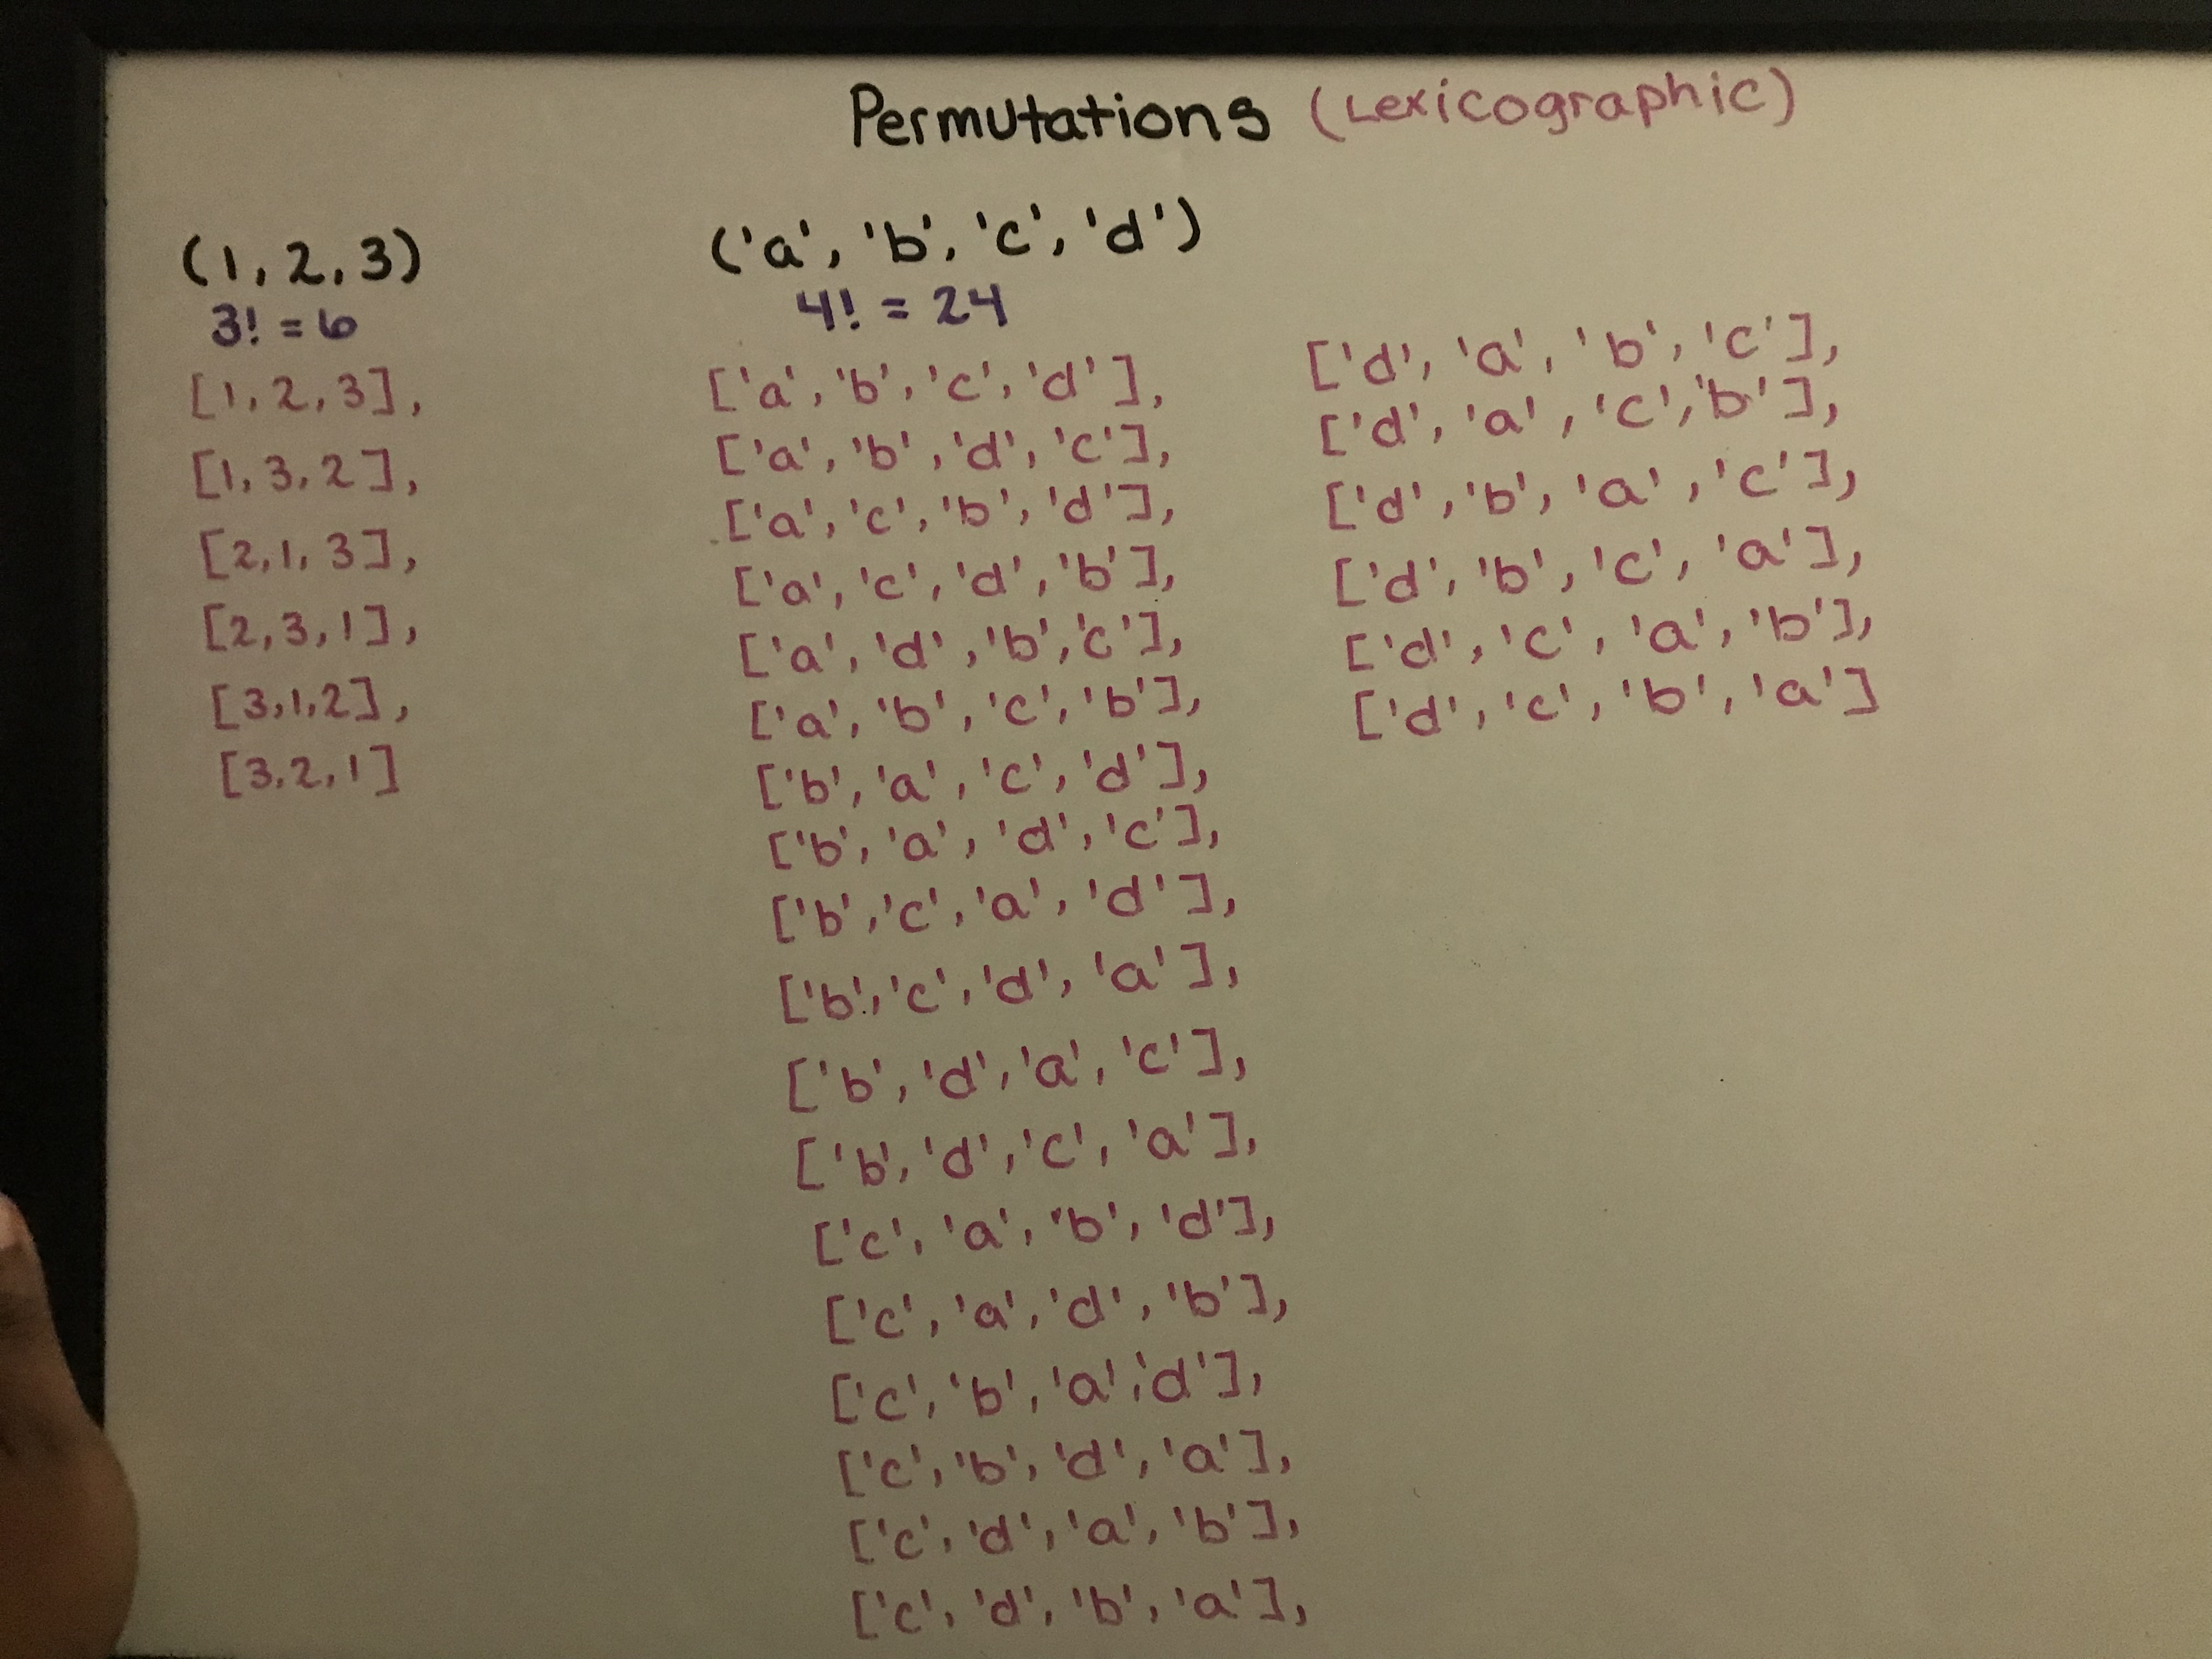 Permutations (Lexicographic)
(1, 2, 3)
3! = 6
[1, 2, 3],
[1, 3, 2],
[2, 1, 3],
[2, 3, 1],
[3, 1, 2],
[3, 2, 1]
('a', 'b', 'c', 'd')
4! = 24
['a', 'b', 'c', 'd'],
['a', 'b', 'd', 'c'],
['a', 'c', 'b', 'd'],
['a', 'c', 'd', 'b'],
['a', 'd', 'b', 'c'],
['a', 'b', 'c', 'b'],
['b', 'a', 'c', 'd'],
['b', 'a', 'd', 'c'],
['b', 'c', 'a', 'd'],
['b', 'c', 'd', 'a'],
['b', 'd', 'a', 'c'],
['b', 'd', 'c', 'a'],
['c', 'a', 'b', 'd'],
['c', 'a', 'd', 'b'],
['c', 'b', 'a', 'd'],
['c', 'b', 'd', 'a'],
['c', 'd', 'a', 'b'],
['c', 'd', 'b', 'a'],
['d', 'a', 'b', 'c'],
['d', 'a', 'c', 'b'],
['d', 'b', 'a', 'c'],
['d', 'b', 'c', 'a'],
['d', 'c', 'a', 'b'],
['d', 'c', 'b', 'a']